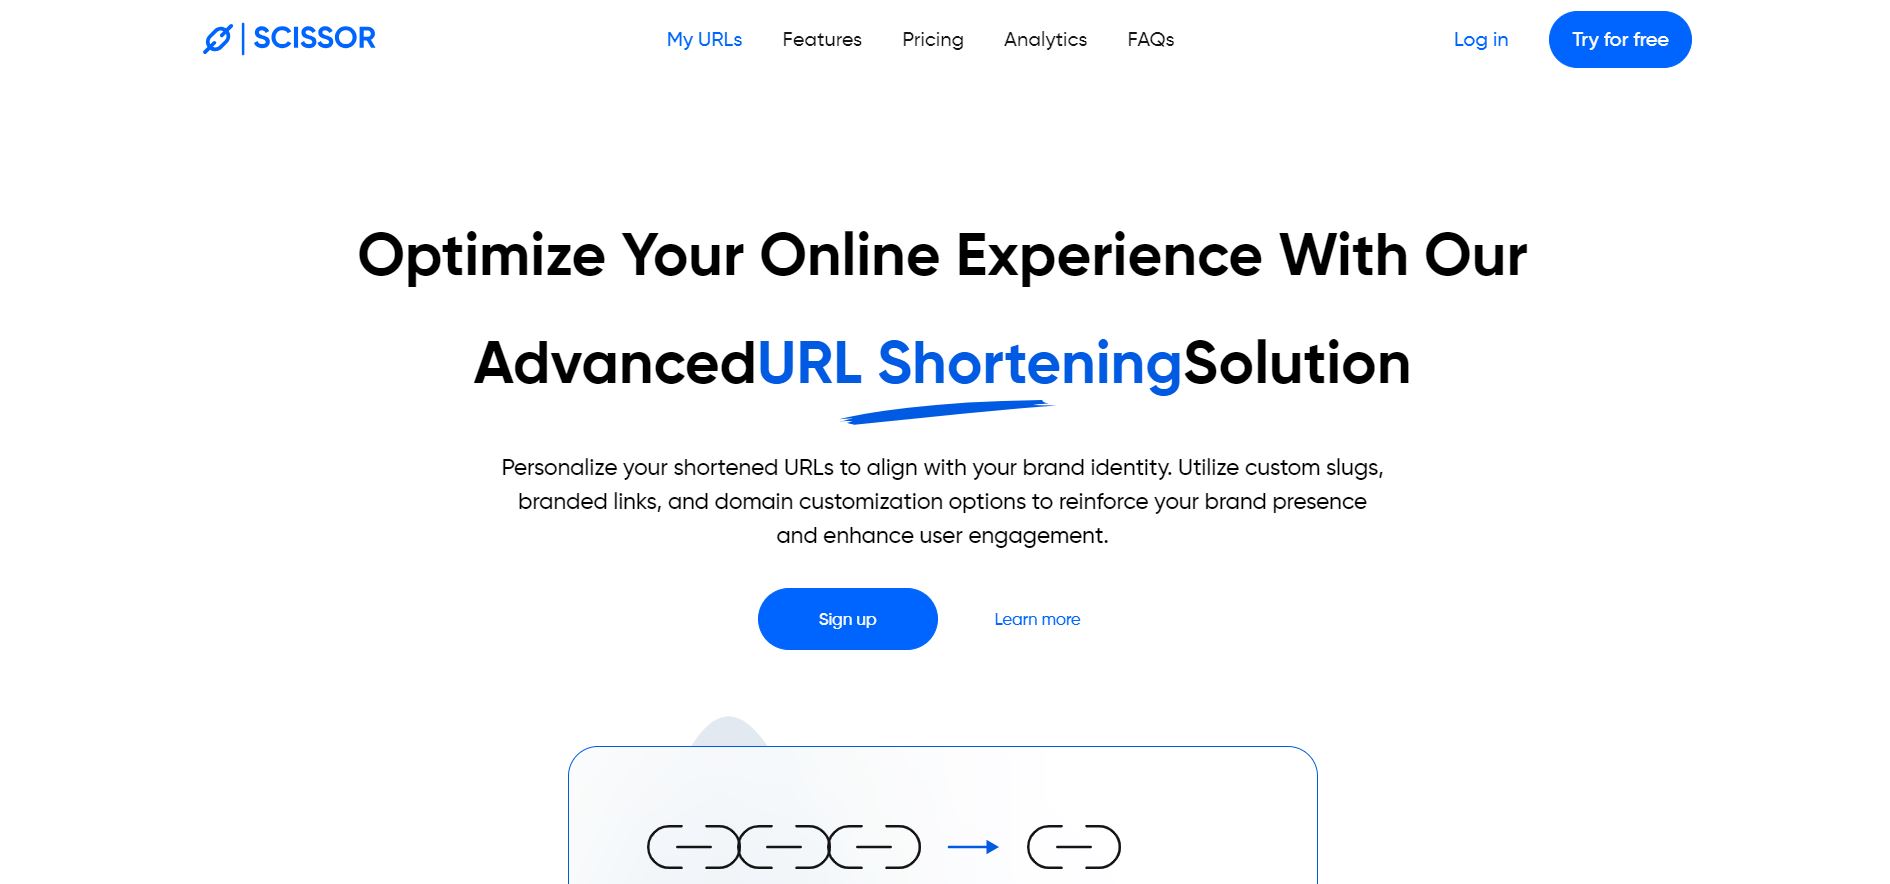 SCISSOR
My URLs
Features
Pricing
Analytics
FAQs
Log in
Try for free
Optimize Your Online Experience With Our
AdvancedURL ShorteningSolution
Personalize your shortened URLs to align with your brand identity. Utilize custom slugs,
branded links, and domain customization options to reinforce your brand presence
and enhance user engagement.
Sign up
Learn more